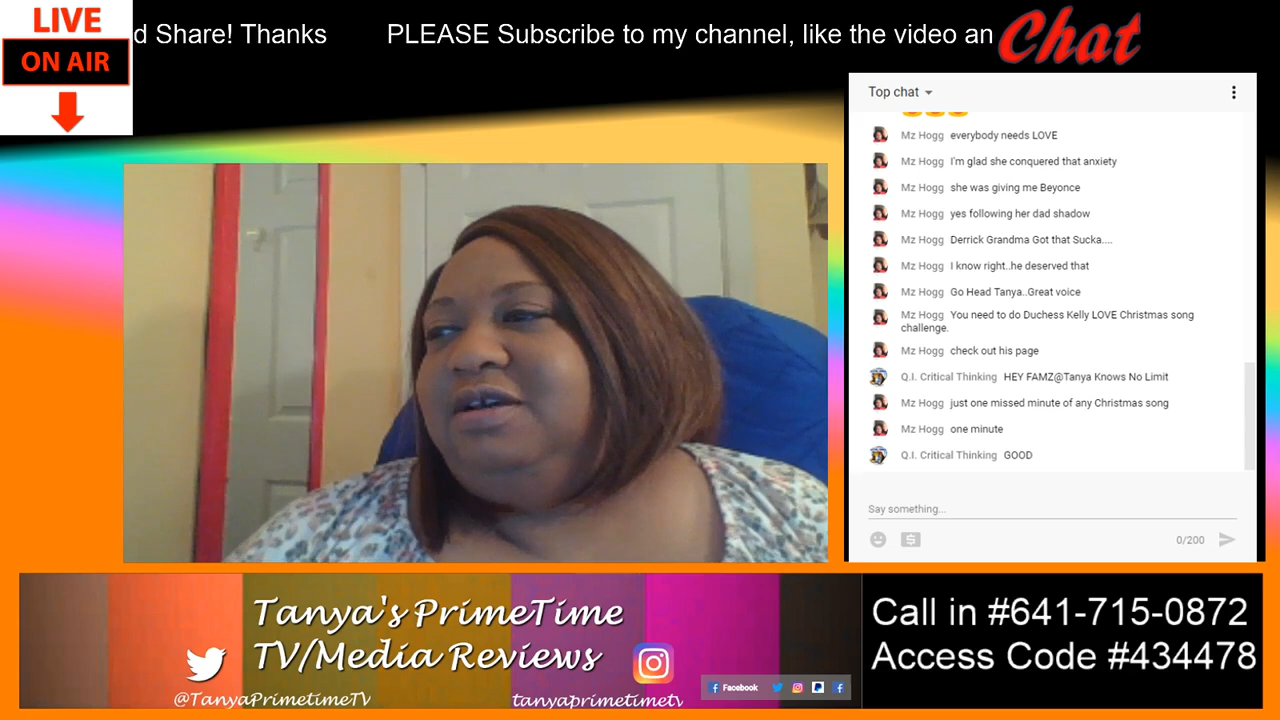 LIVE
ON AIR
d Share! Thanks
PLEASE Subscribe to my channel, like the video an
Chat
Top chat
Mz Hogg everybody needs LOVE
Mz Hogg I'm glad she conquered that anxiety
Mz Hogg she was giving me Beyonce
Mz Hogg yes following her dad shadow
Mz Hogg Derrick Grandma Got that Sucka....
Mz Hogg I know right..he deserved that
Mz Hogg Go Head Tanya..Great voice
Mz Hogg You need to do Duchess Kelly LOVE Christmas song
challenge.
Mz Hogg check out his page
Q.I. Critical Thinking HEY FAMZ@Tanya Knows No Limit
Mz Hogg just one missed minute of any Christmas song
Mz Hogg one minute
Q.I. Critical Thinking GOOD
Say something...
0/200
Tanya's PrimeTime
TV/Media Reviews
@TanyaPrimetimeTV
tanyaprimetimetv
Facebook
Call in #641-715-0872
Access Code #434478